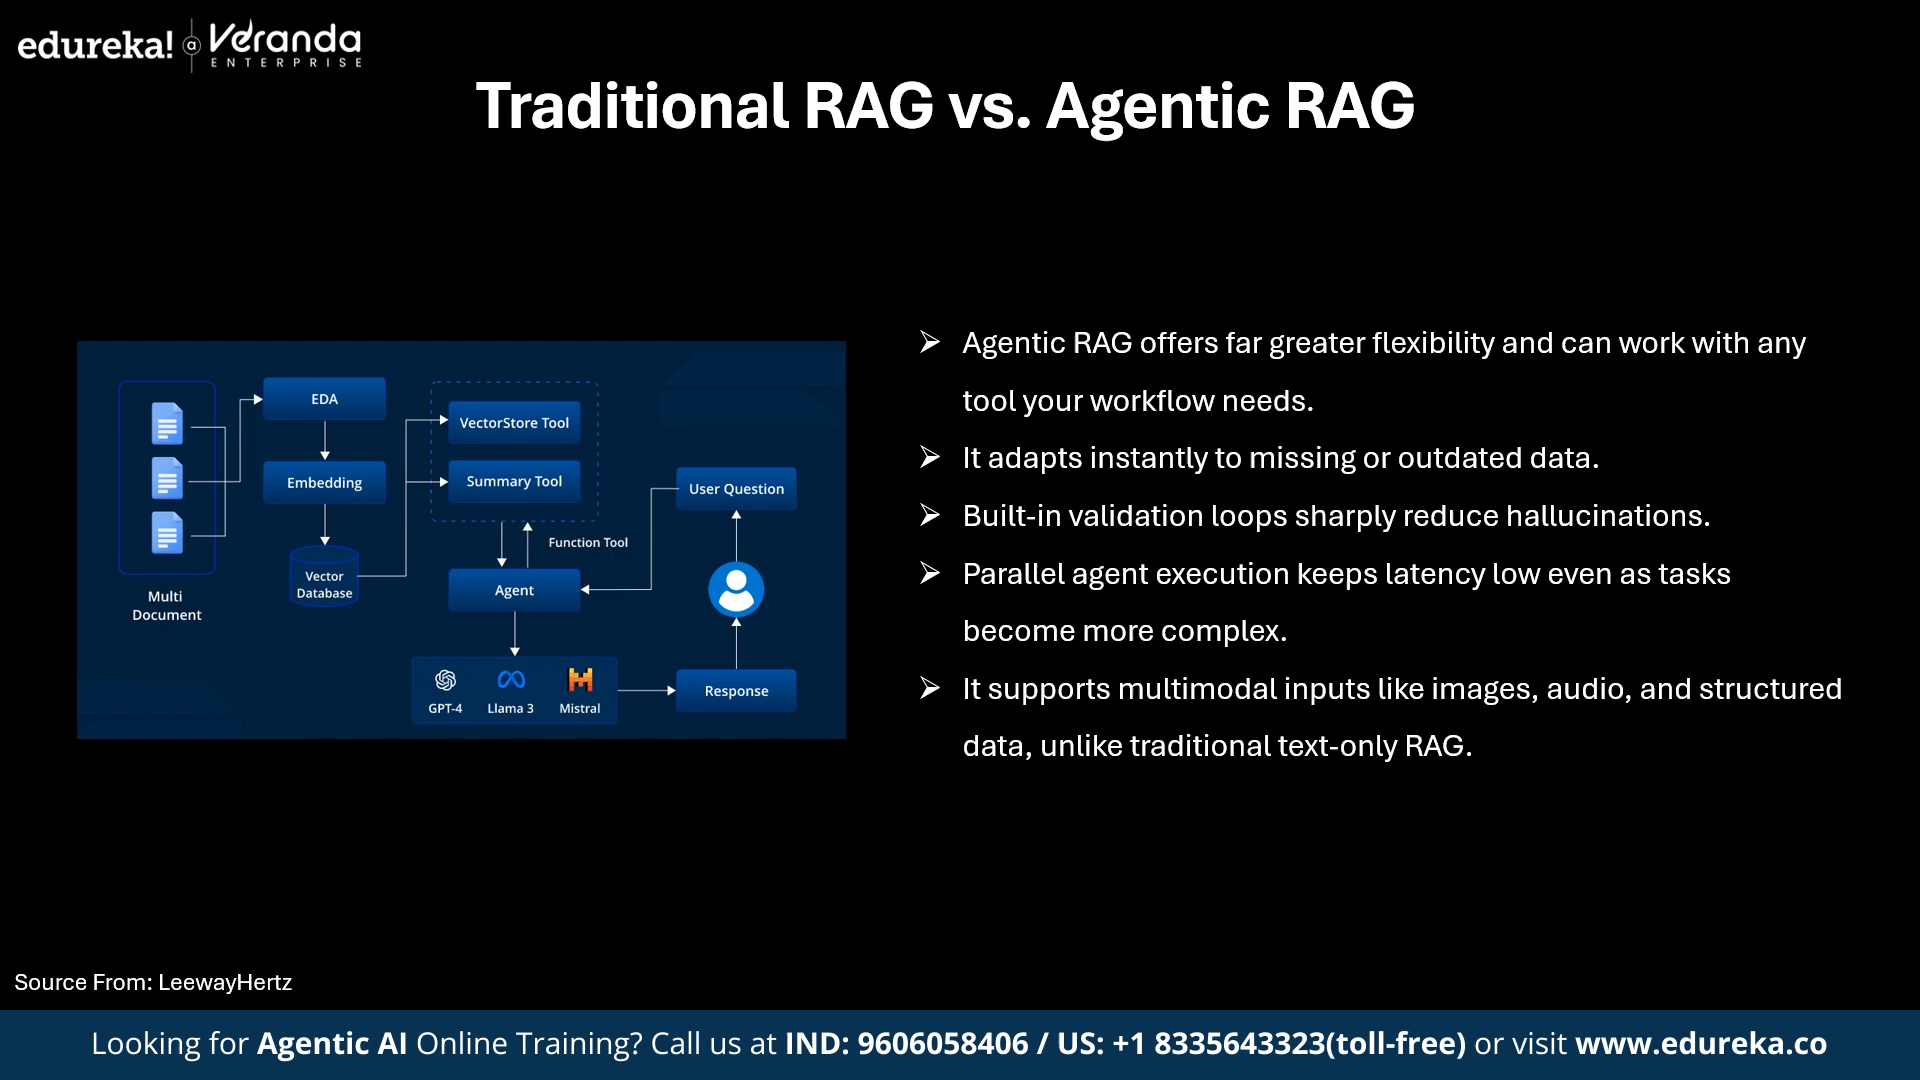 edureka! a Veranda
ENTERPRISE
Traditional RAG vs. Agentic RAG
EDA
Embedding
Vector
Database
Multi
Document
VectorStore Tool
Summary Tool
Function Tool
Agent
User Question
GPT-4
Llama 3
Mistral
Response
Agentic RAG offers far greater flexibility and can work with any
tool your workflow needs.
It adapts instantly to missing or outdated data.
Built-in validation loops sharply reduce hallucinations.
Parallel agent execution keeps latency low even as tasks
become more complex.
It supports multimodal inputs like images, audio, and structured
data, unlike traditional text-only RAG.
Source From: LeewayHertz
Looking for Agentic AI Online Training? Call us at IND: 9606058406 / US: +1 8335643323(toll-free) or visit www.edureka.co